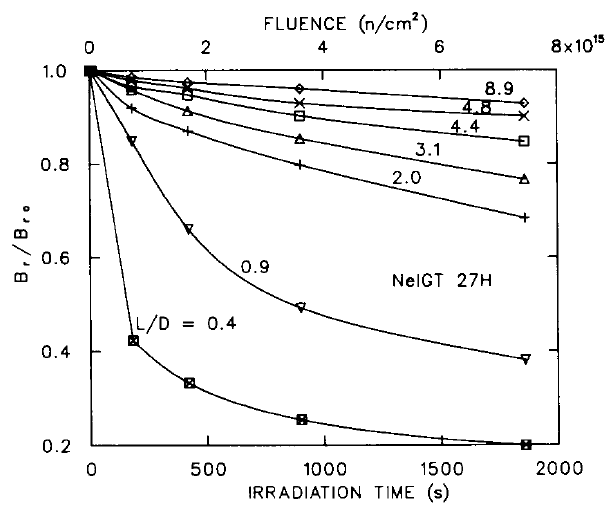 FLUENCE (n/cm²)
0 2 4 6 8×10¹⁵
1.0
8.9
4.8
4.4
3.1
0.8
2.0
Br/Br₀
0.6
0.9
NeIGT 27H
L/D = 0.4
0.4
0.2
0 500 1000 1500 2000
IRRADIATION TIME (s)